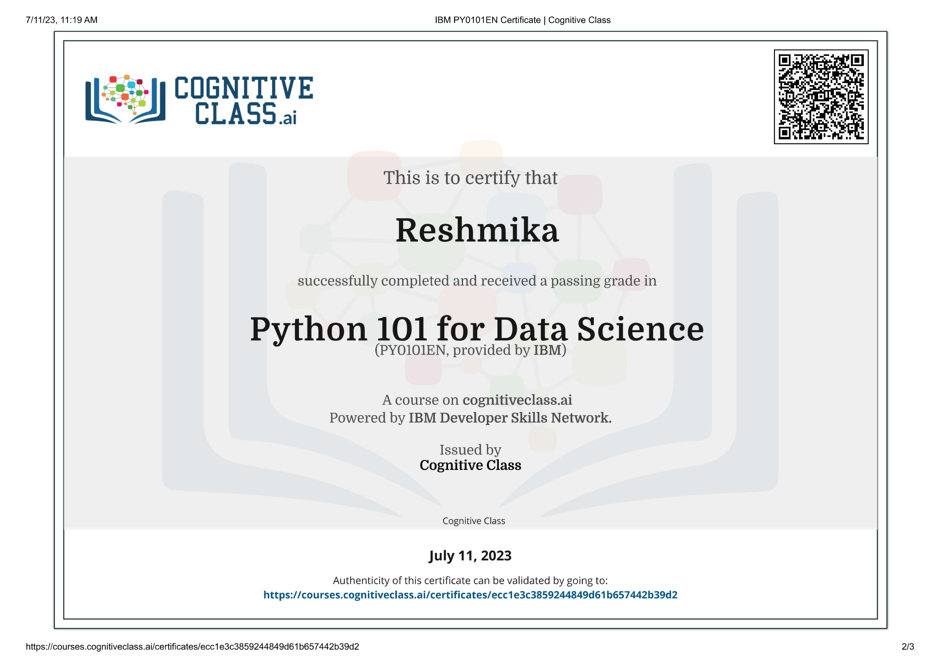 7/11/23, 11:19 AM
IBM PY0101EN Certificate | Cognitive Class
COGNITIVE
CLASS.ai
This is to certify that
Reshmika
successfully completed and received a passing grade in
Python 101 for Data Science
(PY0101EN, provided by IBM)
A course on cognitiveclass.ai
Powered by IBM Developer Skills Network.
Issued by
Cognitive Class
Cognitive Class
July 11, 2023
Authenticity of this certificate can be validated by going to:
https://courses.cognitiveclass.ai/certificates/ecc1e3c3859244849d61b657442b39d2
https://courses.cognitiveclass.ai/certificates/ecc1e3c3859244849d61b657442b39d2
2/3